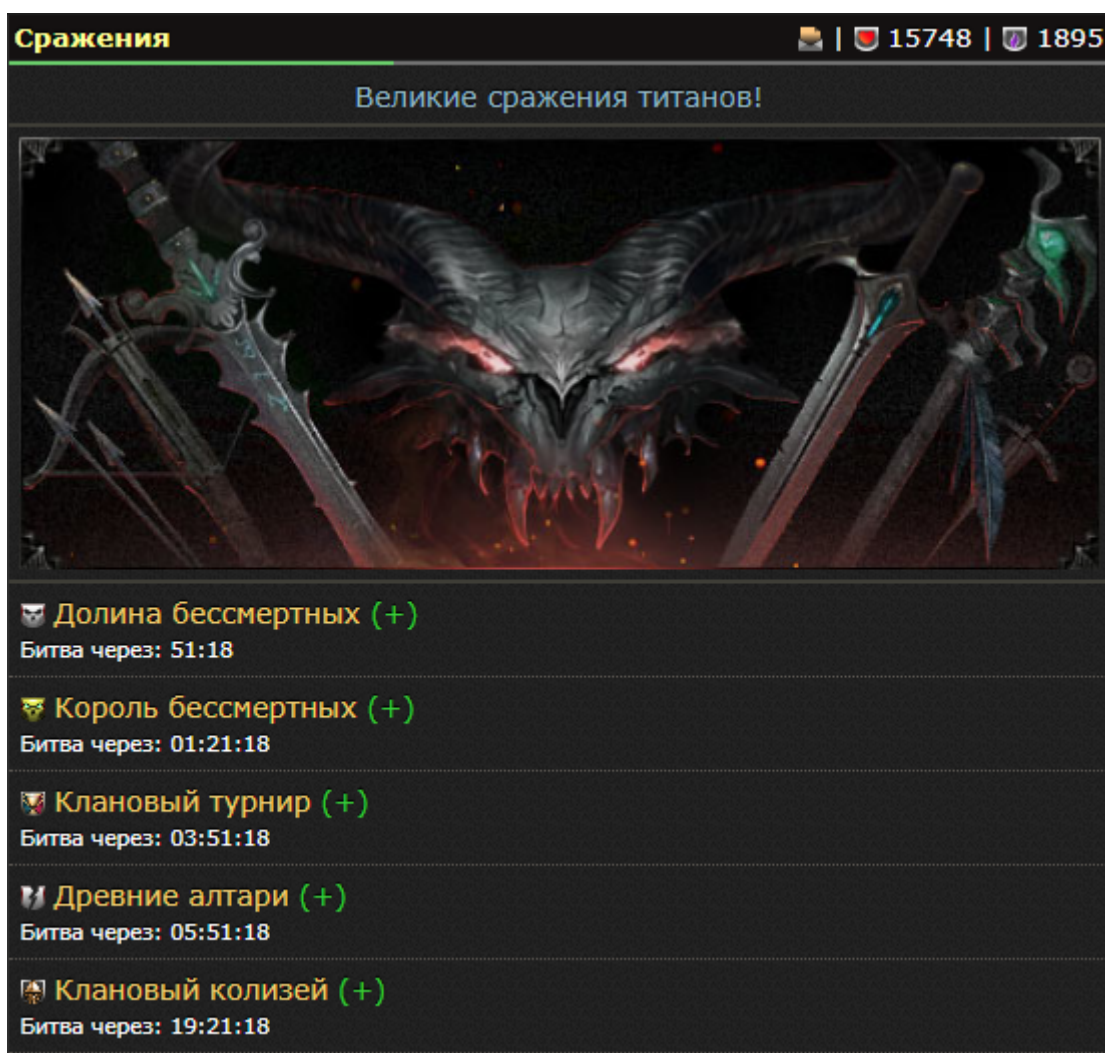 Сражения | 15748 | 1895
Великие сражения титанов!
Долина бессмертных (+)
Битва через: 51:18
Король бессмертных (+)
Битва через: 01:21:18
Клановый турнир (+)
Битва через: 03:51:18
Древние алтари (+)
Битва через: 05:51:18
Клановый колизей (+)
Битва через: 19:21:18